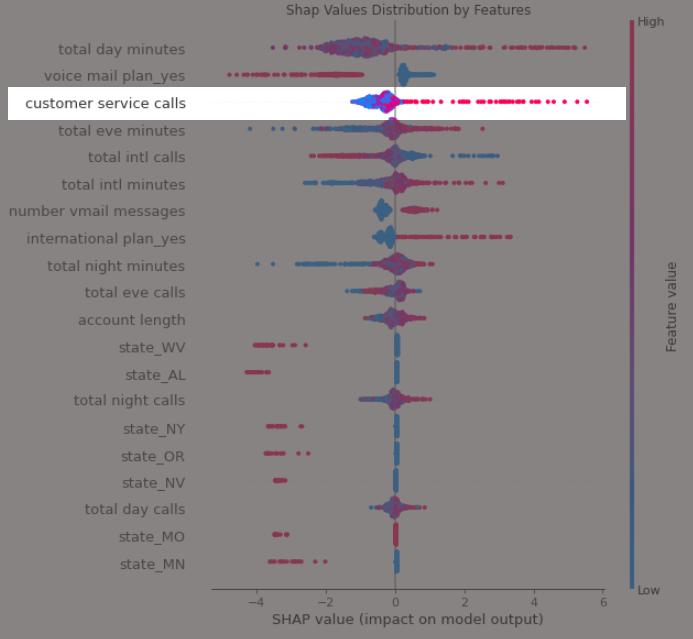 Shap Values Distribution by Features
High
total day minutes
voice mail plan_yes
customer service calls
total eve minutes
total intl calls
total intl minutes
number vmail messages
international plan_yes
total night minutes
total eve calls
account length
state_WV
state_AL
total night calls
state_NY
state_OR
state_NV
total day calls
state_MO
state_MN
Feature value
Low
−4 −2 0 2 4 6
SHAP value (impact on model output)